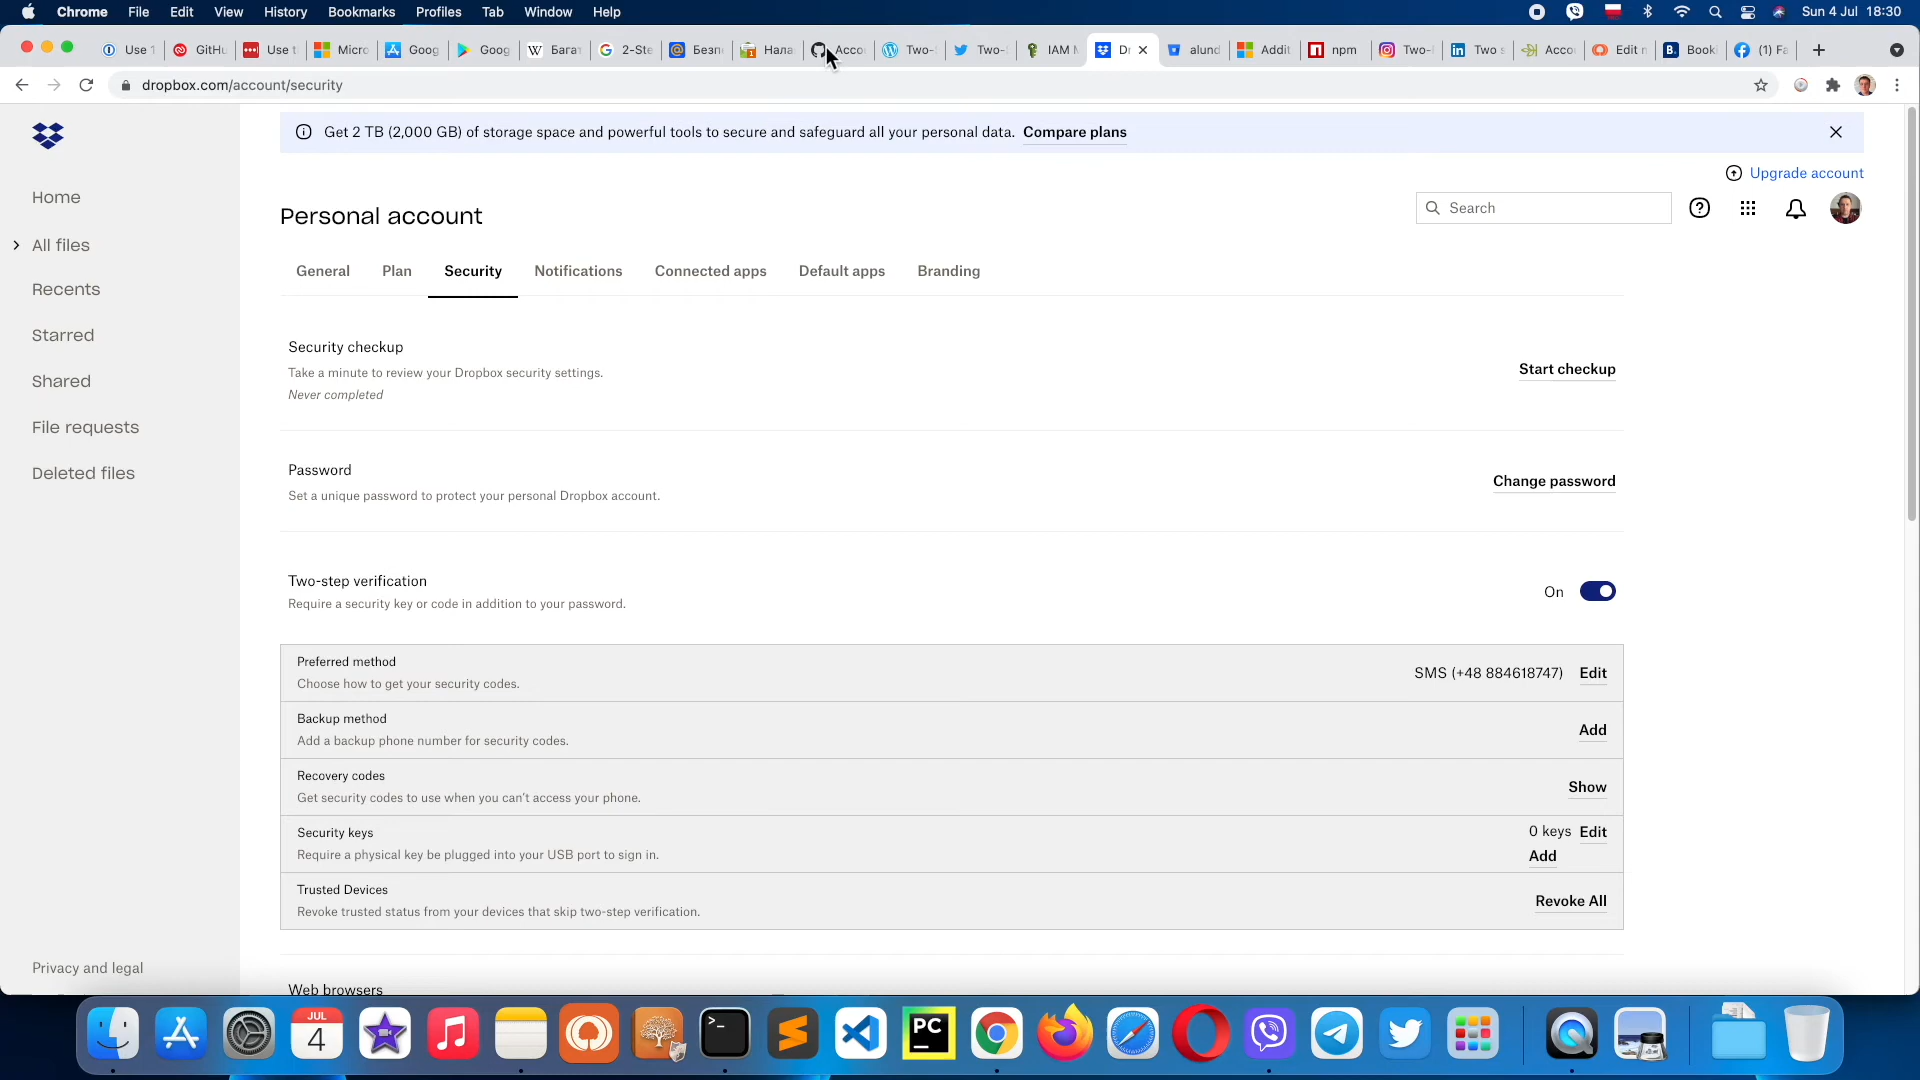 Chrome File Edit View History Bookmarks Profiles Tab Window Help Sun 4 Jul 18:30
Use 1 GitHu Use t Micro Goog Goog W Бага 2-Ste Безп Нала Acco Two- Two- IAM M Dr alund Addit npm Two- Two s Acco Edit n B. Booki (1) Fa
dropbox.com/account/security
Get 2 TB (2,000 GB) of storage space and powerful tools to secure and safeguard all your personal data. Compare plans
Upgrade account
Personal account
Search
Home
All files
Recents
Starred
Shared
File requests
Deleted files
Privacy and legal
General Plan Security Notifications Connected apps Default apps Branding
Security checkup
Take a minute to review your Dropbox security settings.
Never completed
Start checkup
Password
Set a unique password to protect your personal Dropbox account.
Change password
Two-step verification
Require a security key or code in addition to your password.
On
Preferred method
Choose how to get your security codes.
SMS (+48 884618747) Edit
Backup method
Add a backup phone number for security codes.
Add
Recovery codes
Get security codes to use when you can't access your phone.
Show
Security keys
Require a physical key be plugged into your USB port to sign in.
0 keys Edit
Add
Trusted Devices
Revoke trusted status from your devices that skip two-step verification.
Revoke All
Web browsers
JUL
4
PC